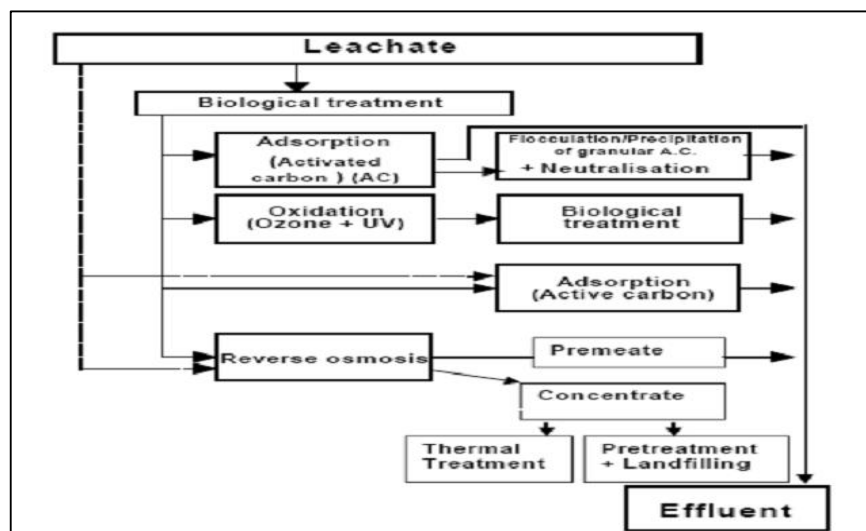 Leachate
Biological treatment
Adsorption
(Activated
carbon ) (AC)
Flocculation/Precipitation
of granular A.C.
+ Neutralisation
Oxidation
(Ozone + UV)
Biological
treatment
Adsorption
(Active carbon)
Reverse osmosis
Premeate
Concentrate
Thermal
Treatment
Pretreatment
+ Landfilling
Effluent